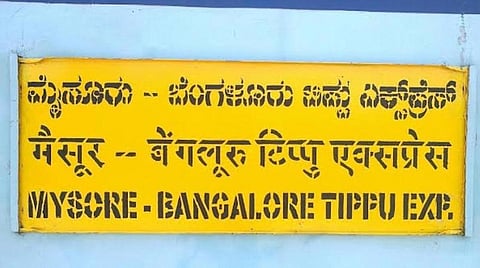 ಮೈಸೂರು - ಬೆಂಗಳೂರು ಟಿಪ್ಪು ಎಕ್ಸ್‌ಪ್ರೆಸ್
मैसूर -- बेंगलूरु टिप्पु एक्सप्रेस
MYSORE - BANGALORE TIPPU EXP.